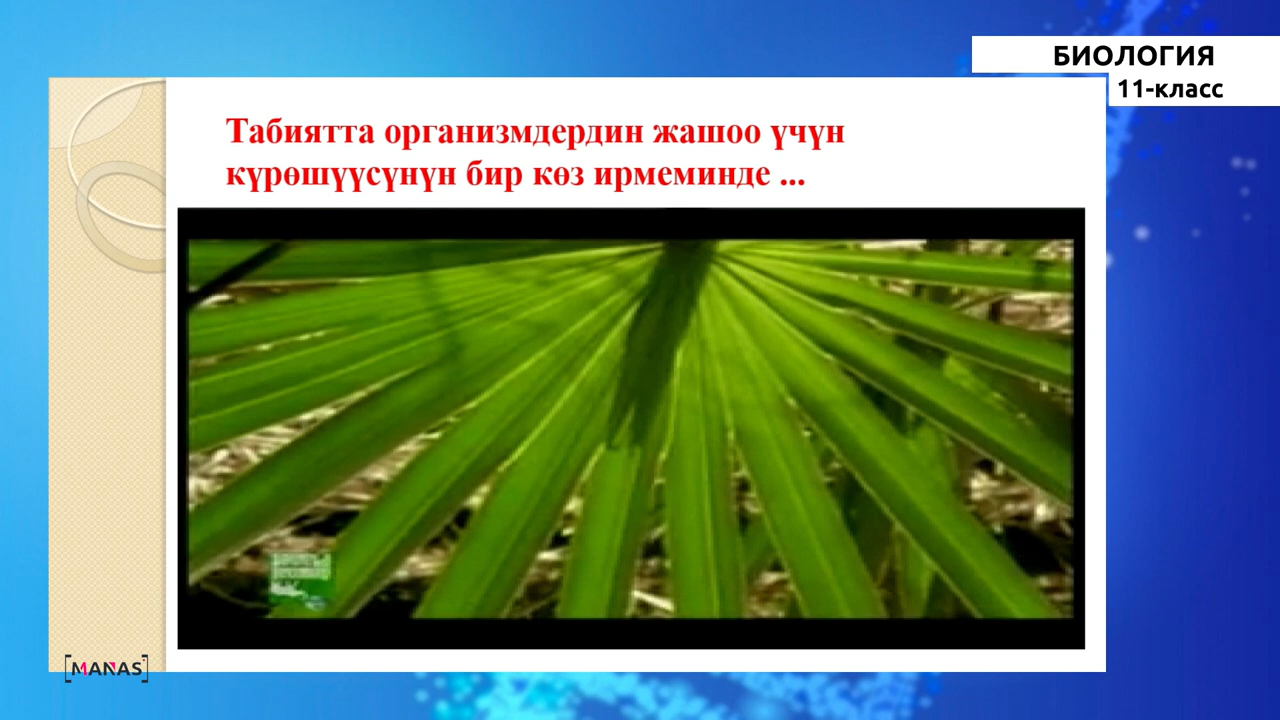 БИОЛОГИЯ
11-класс
Табиятта организмдердин жашоо үчүн
күрөшүүсүнүн бир көз ирмеминде ...
[MANAS]